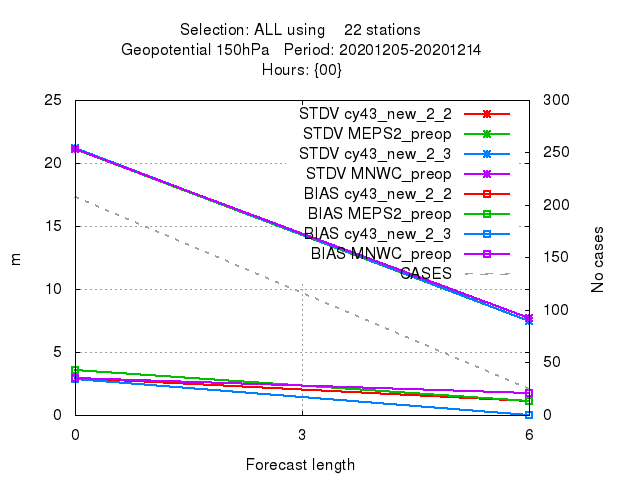 Selection: ALL using    22 stations
Geopotential 150hPa   Period: 20201205-20201214
Hours: {00}
25
20
15
10
5
0
m
300
250
200
150
100
50
0
No cases
STDV cy43_new_2_2
STDV MEPS2_preop
STDV cy43_new_2_3
STDV MNWC_preop
BIAS cy43_new_2_2
BIAS MEPS2_preop
BIAS cy43_new_2_3
BIAS MNWC_preop
CASES
0 3 6
Forecast length